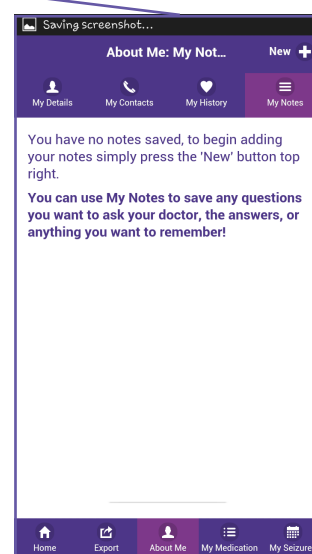 Saving screenshot...
About Me: My Not...
New
My Details
My Contacts
My History
My Notes
You have no notes saved, to begin adding
your notes simply press the 'New' button top
right.
You can use My Notes to save any questions
you want to ask your doctor, the answers, or
anything you want to remember!
Home
Export
About Me
My Medication
My Seizure